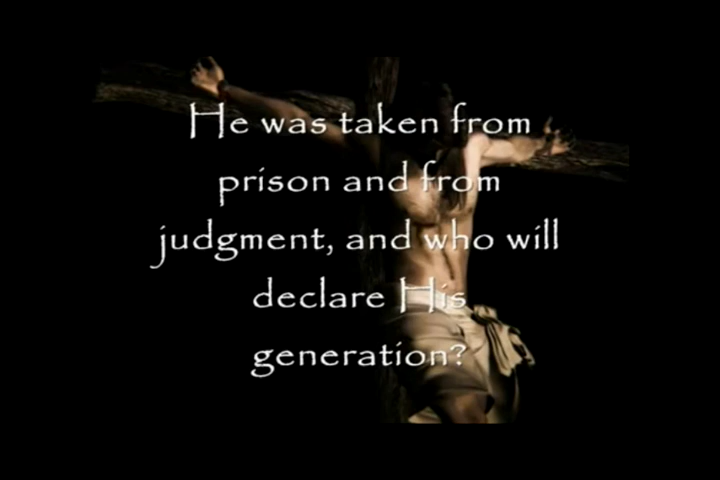 He was taken from
prison and from
judgment, and who will
declare His
generation?